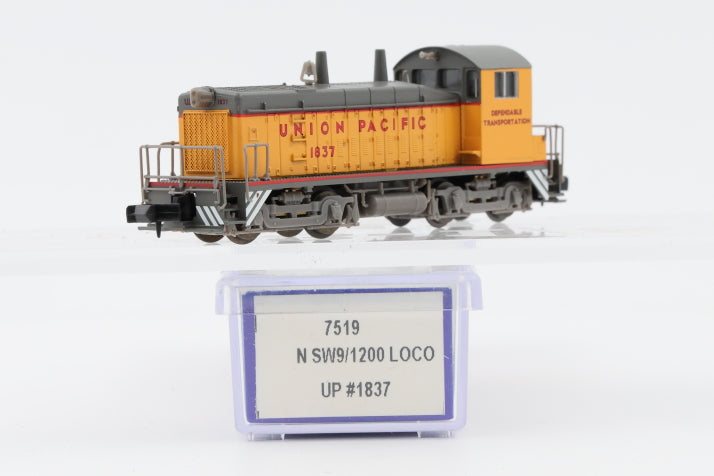 UNION PACIFIC
1837
DEPENDABLE
TRANSPORTATION
7519
N SW9/1200 LOCO
UP #1837